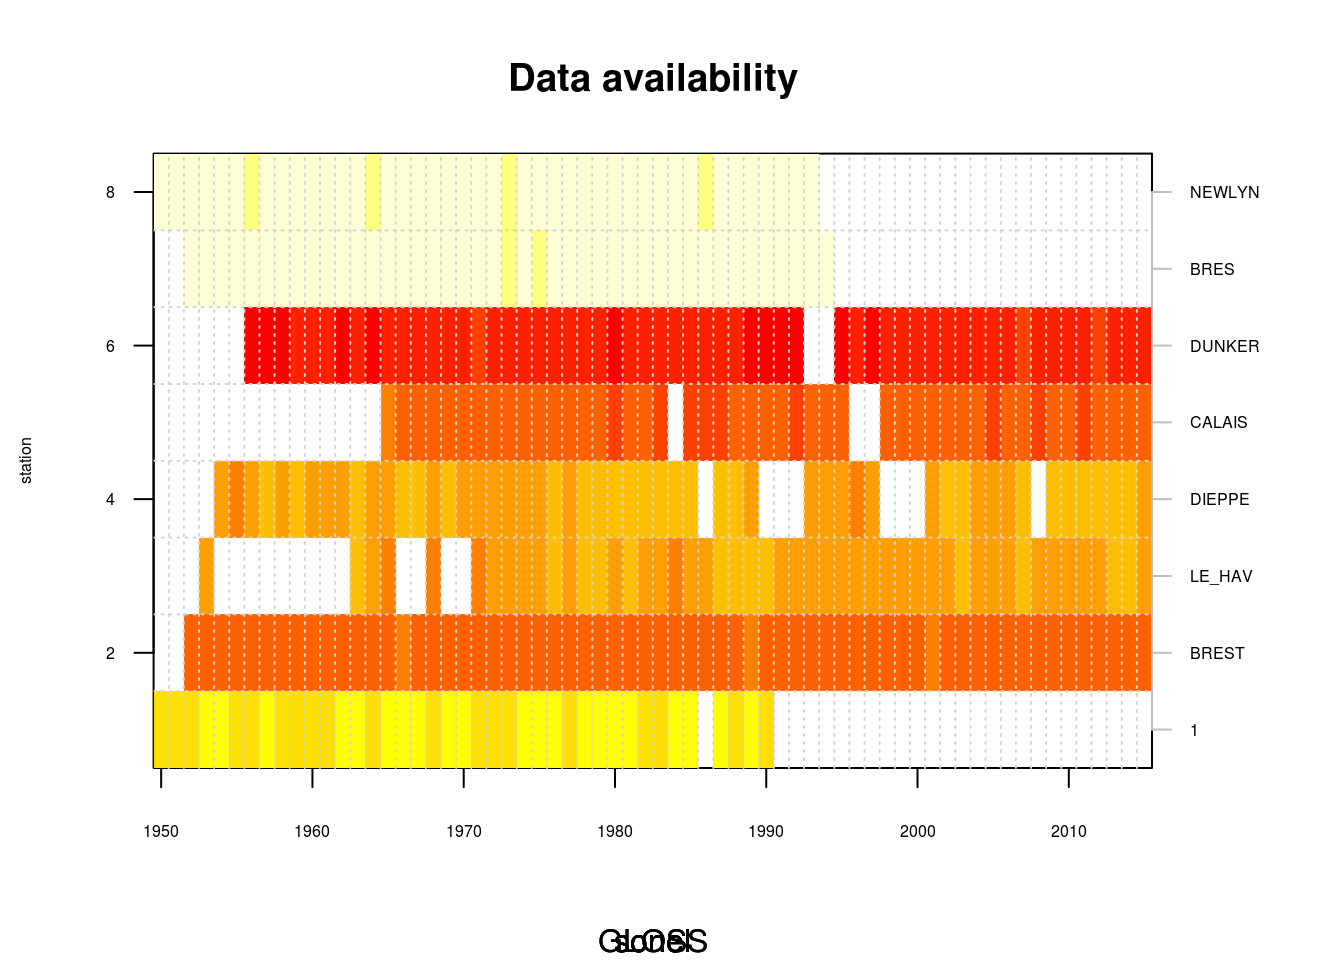 Data availability
8
NEWLYN
BRES
6
DUNKER
CALAIS
station
4
DIEPPE
LE_HAV
2
BREST
1
1950 1960 1970 1980 1990 2000 2010
GLOSS